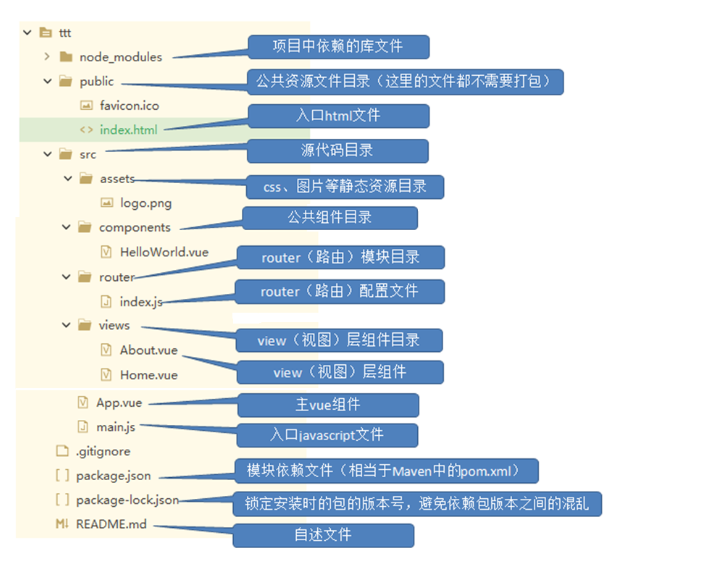 ttt
node_modules 项目中依赖的库文件
public 公共资源文件目录（这里的文件都不需要打包）
favicon.ico
<> index.html 入口html文件
src 源代码目录
assets css、图片等静态资源目录
logo.png
components 公共组件目录
HelloWorld.vue
router router（路由）模块目录
index.js router（路由）配置文件
views view（视图）层组件目录
About.vue view（视图）层组件
Home.vue
App.vue 主vue组件
main.js 入口javascript文件
.gitignore
[ ] package.json 模块依赖文件（相当于Maven中的pom.xml）
[ ] package-lock.json 锁定安装时的包的版本号，避免依赖包版本之间的混乱
M↓ README.md 自述文件